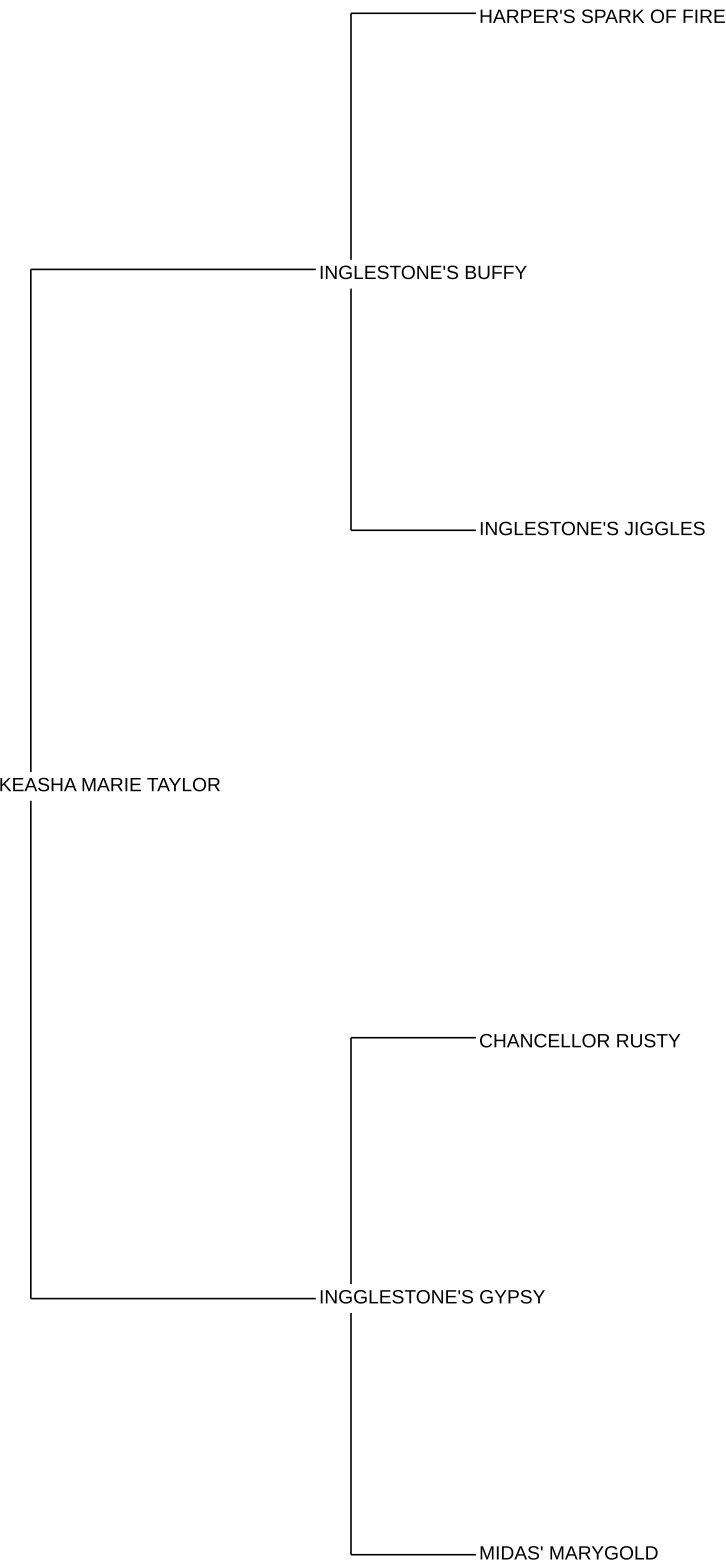 HARPER'S SPARK OF FIRE
INGLESTONE'S BUFFY
INGLESTONE'S JIGGLES
KEASHA MARIE TAYLOR
CHANCELLOR RUSTY
INGGLESTONE'S GYPSY
MIDAS' MARYGOLD